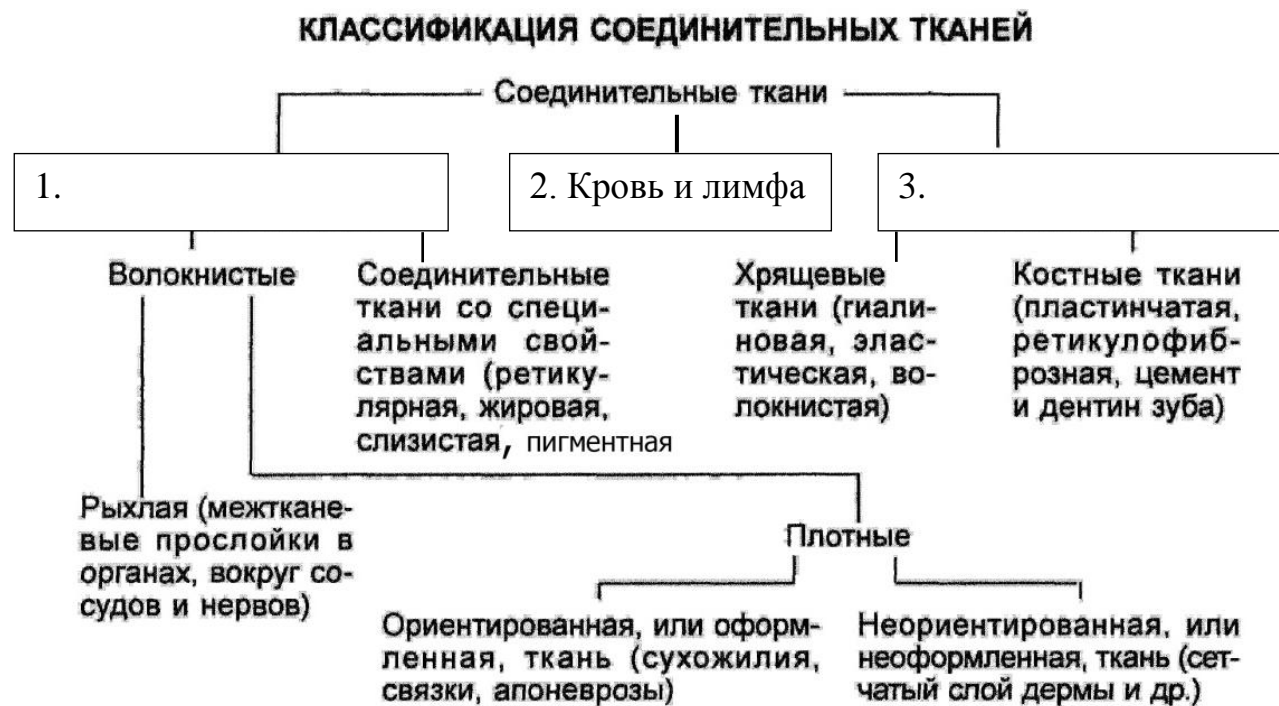 КЛАССИФИКАЦИЯ СОЕДИНИТЕЛЬНЫХ ТКАНЕЙ
Соединительные ткани
1.
2. Кровь и лимфа
3.
Волокнистые
Соединительные
ткани со специ-
альными свой-
ствами (ретику-
лярная, жировая,
слизистая, пигментная
Хрящевые
ткани (гиали-
новая, элас-
тическая, во-
локнистая)
Костные ткани
(пластинчатая,
ретикулофиб-
розная, цемент
и дентин зуба)
Рыхлая (межткане-
вые прослойки в
органах, вокруг со-
судов и нервов)
Плотные
Ориентированная, или оформ-
ленная, ткань (сухожилия,
связки, апоневрозы)
Неориентированная, или
неоформленная, ткань (сет-
чатый слой дермы и др.)